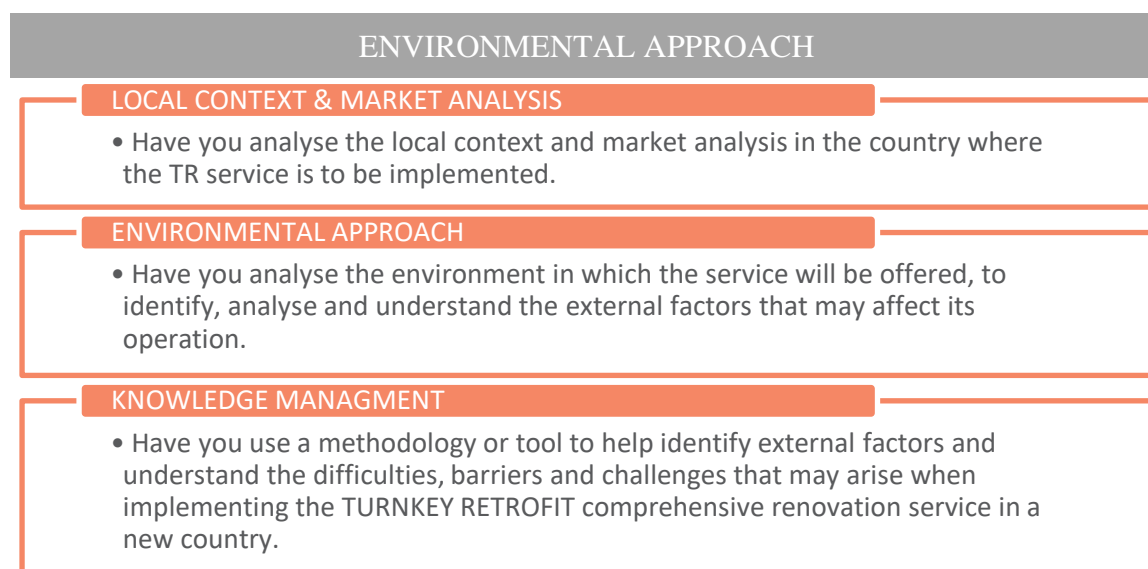 ENVIRONMENTAL APPROACH
LOCAL CONTEXT & MARKET ANALYSIS
• Have you analyse the local context and market analysis in the country where
the TR service is to be implemented.
ENVIRONMENTAL APPROACH
• Have you analyse the environment in which the service will be offered, to
identify, analyse and understand the external factors that may affect its
operation.
KNOWLEDGE MANAGMENT
• Have you use a methodology or tool to help identify external factors and
understand the difficulties, barriers and challenges that may arise when
implementing the TURNKEY RETROFIT comprehensive renovation service in a
new country.